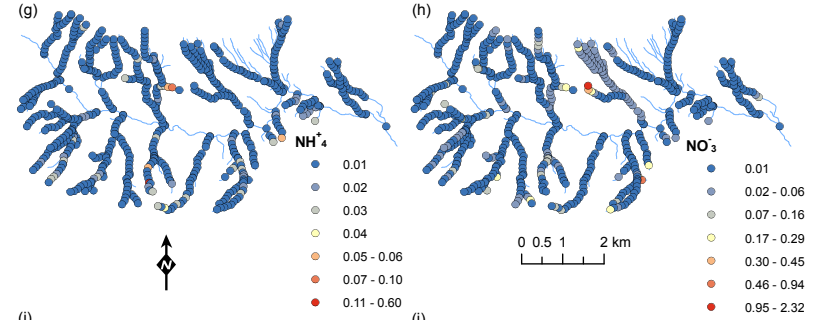 (g)
(h)
NH+4
0.01
0.02
0.03
0.04
0.05 - 0.06
0.07 - 0.10
0.11 - 0.60
N
NO-3
0.01
0.02 - 0.06
0.07 - 0.16
0.17 - 0.29
0.30 - 0.45
0.46 - 0.94
0.95 - 2.32
0 0.5 1 2 km